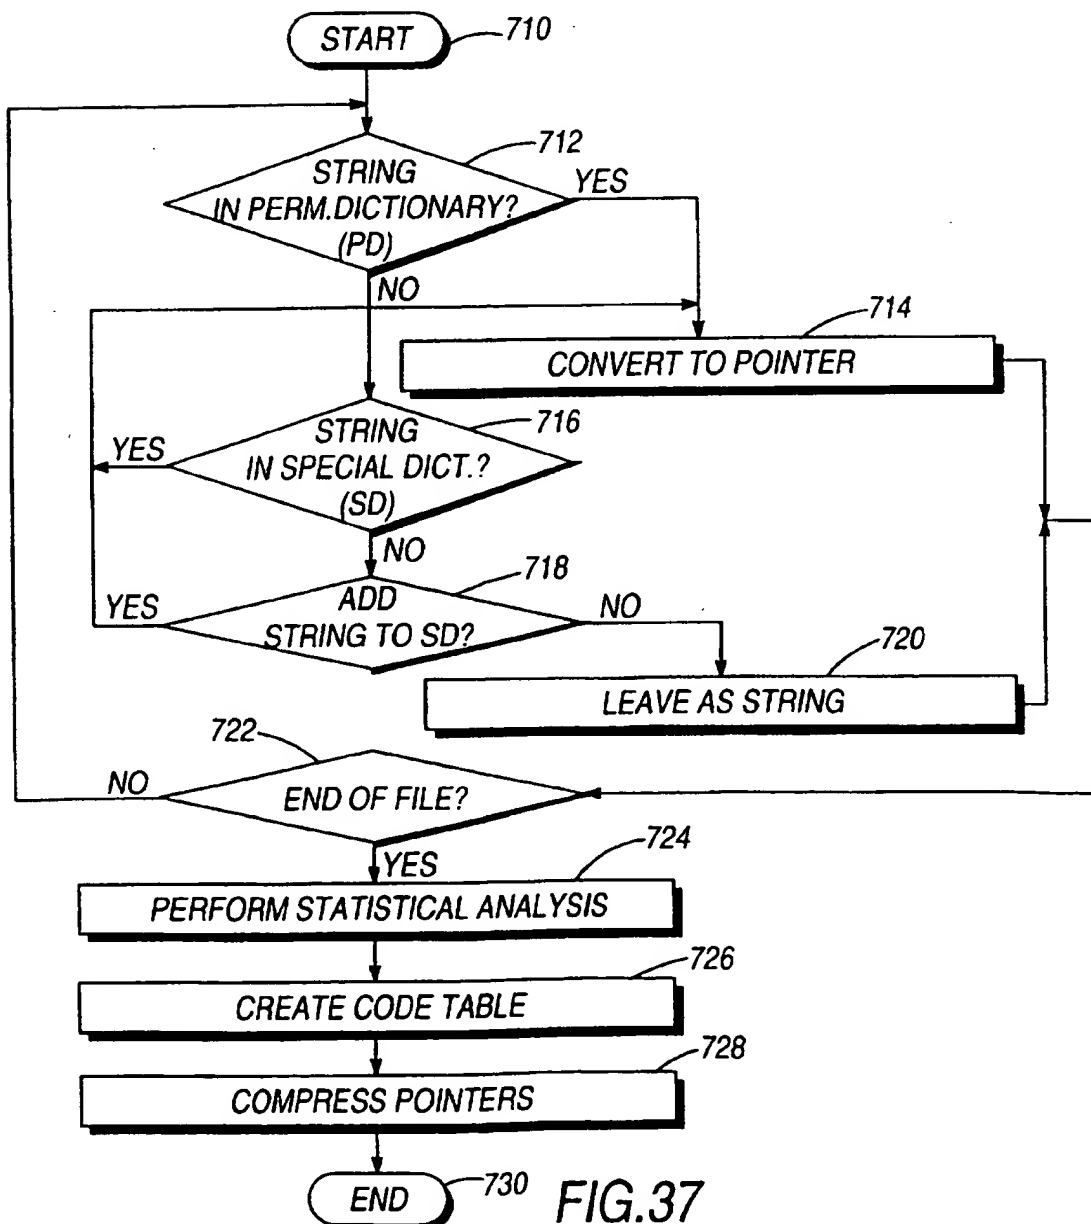 START
710
712
STRING
IN PERM.DICTIONARY?
(PD)
YES
NO
714
CONVERT TO POINTER
716
STRING
IN SPECIAL DICT.?
(SD)
YES
NO
718
ADD
STRING TO SD?
YES
NO
720
LEAVE AS STRING
722
END OF FILE?
NO
YES
724
PERFORM STATISTICAL ANALYSIS
726
CREATE CODE TABLE
728
COMPRESS POINTERS
END
730
FIG.37